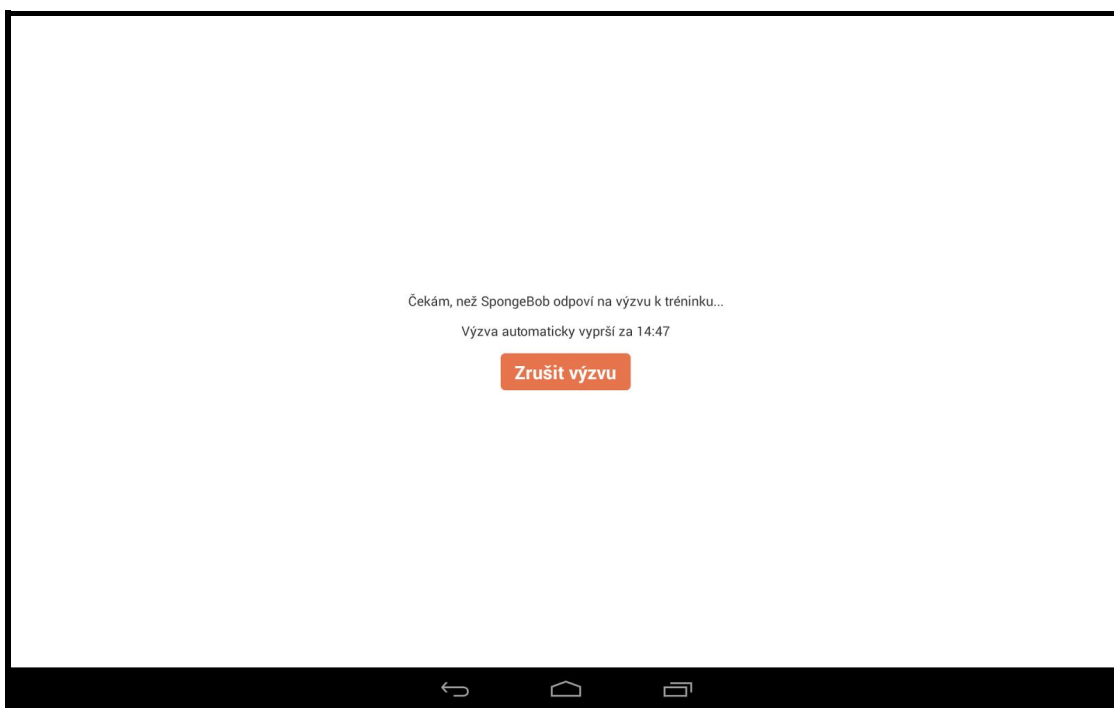 Čekám, než SpongeBob odpoví na výzvu k tréninku...
Výzva automaticky vyprší za 14:47
Zrušit výzvu